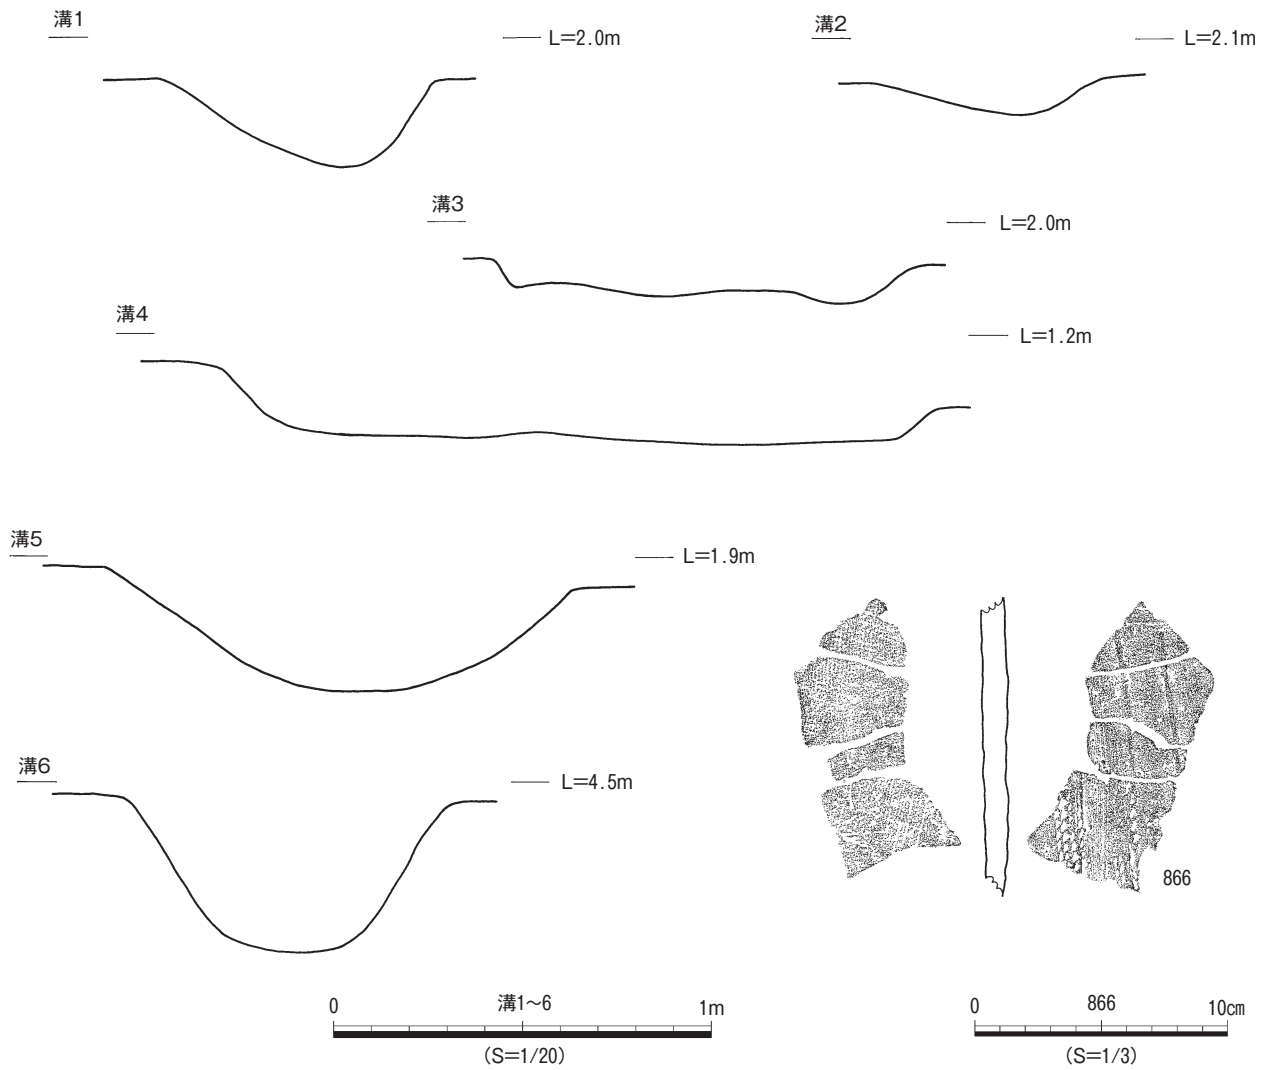 溝1
L=2.0m
溝2
L=2.1m
溝3
L=2.0m
溝4
L=1.2m
溝5
L=1.9m
溝6
L=4.5m
866
0 溝1～6 1m
(S=1/20)
0 866 10cm
(S=1/3)